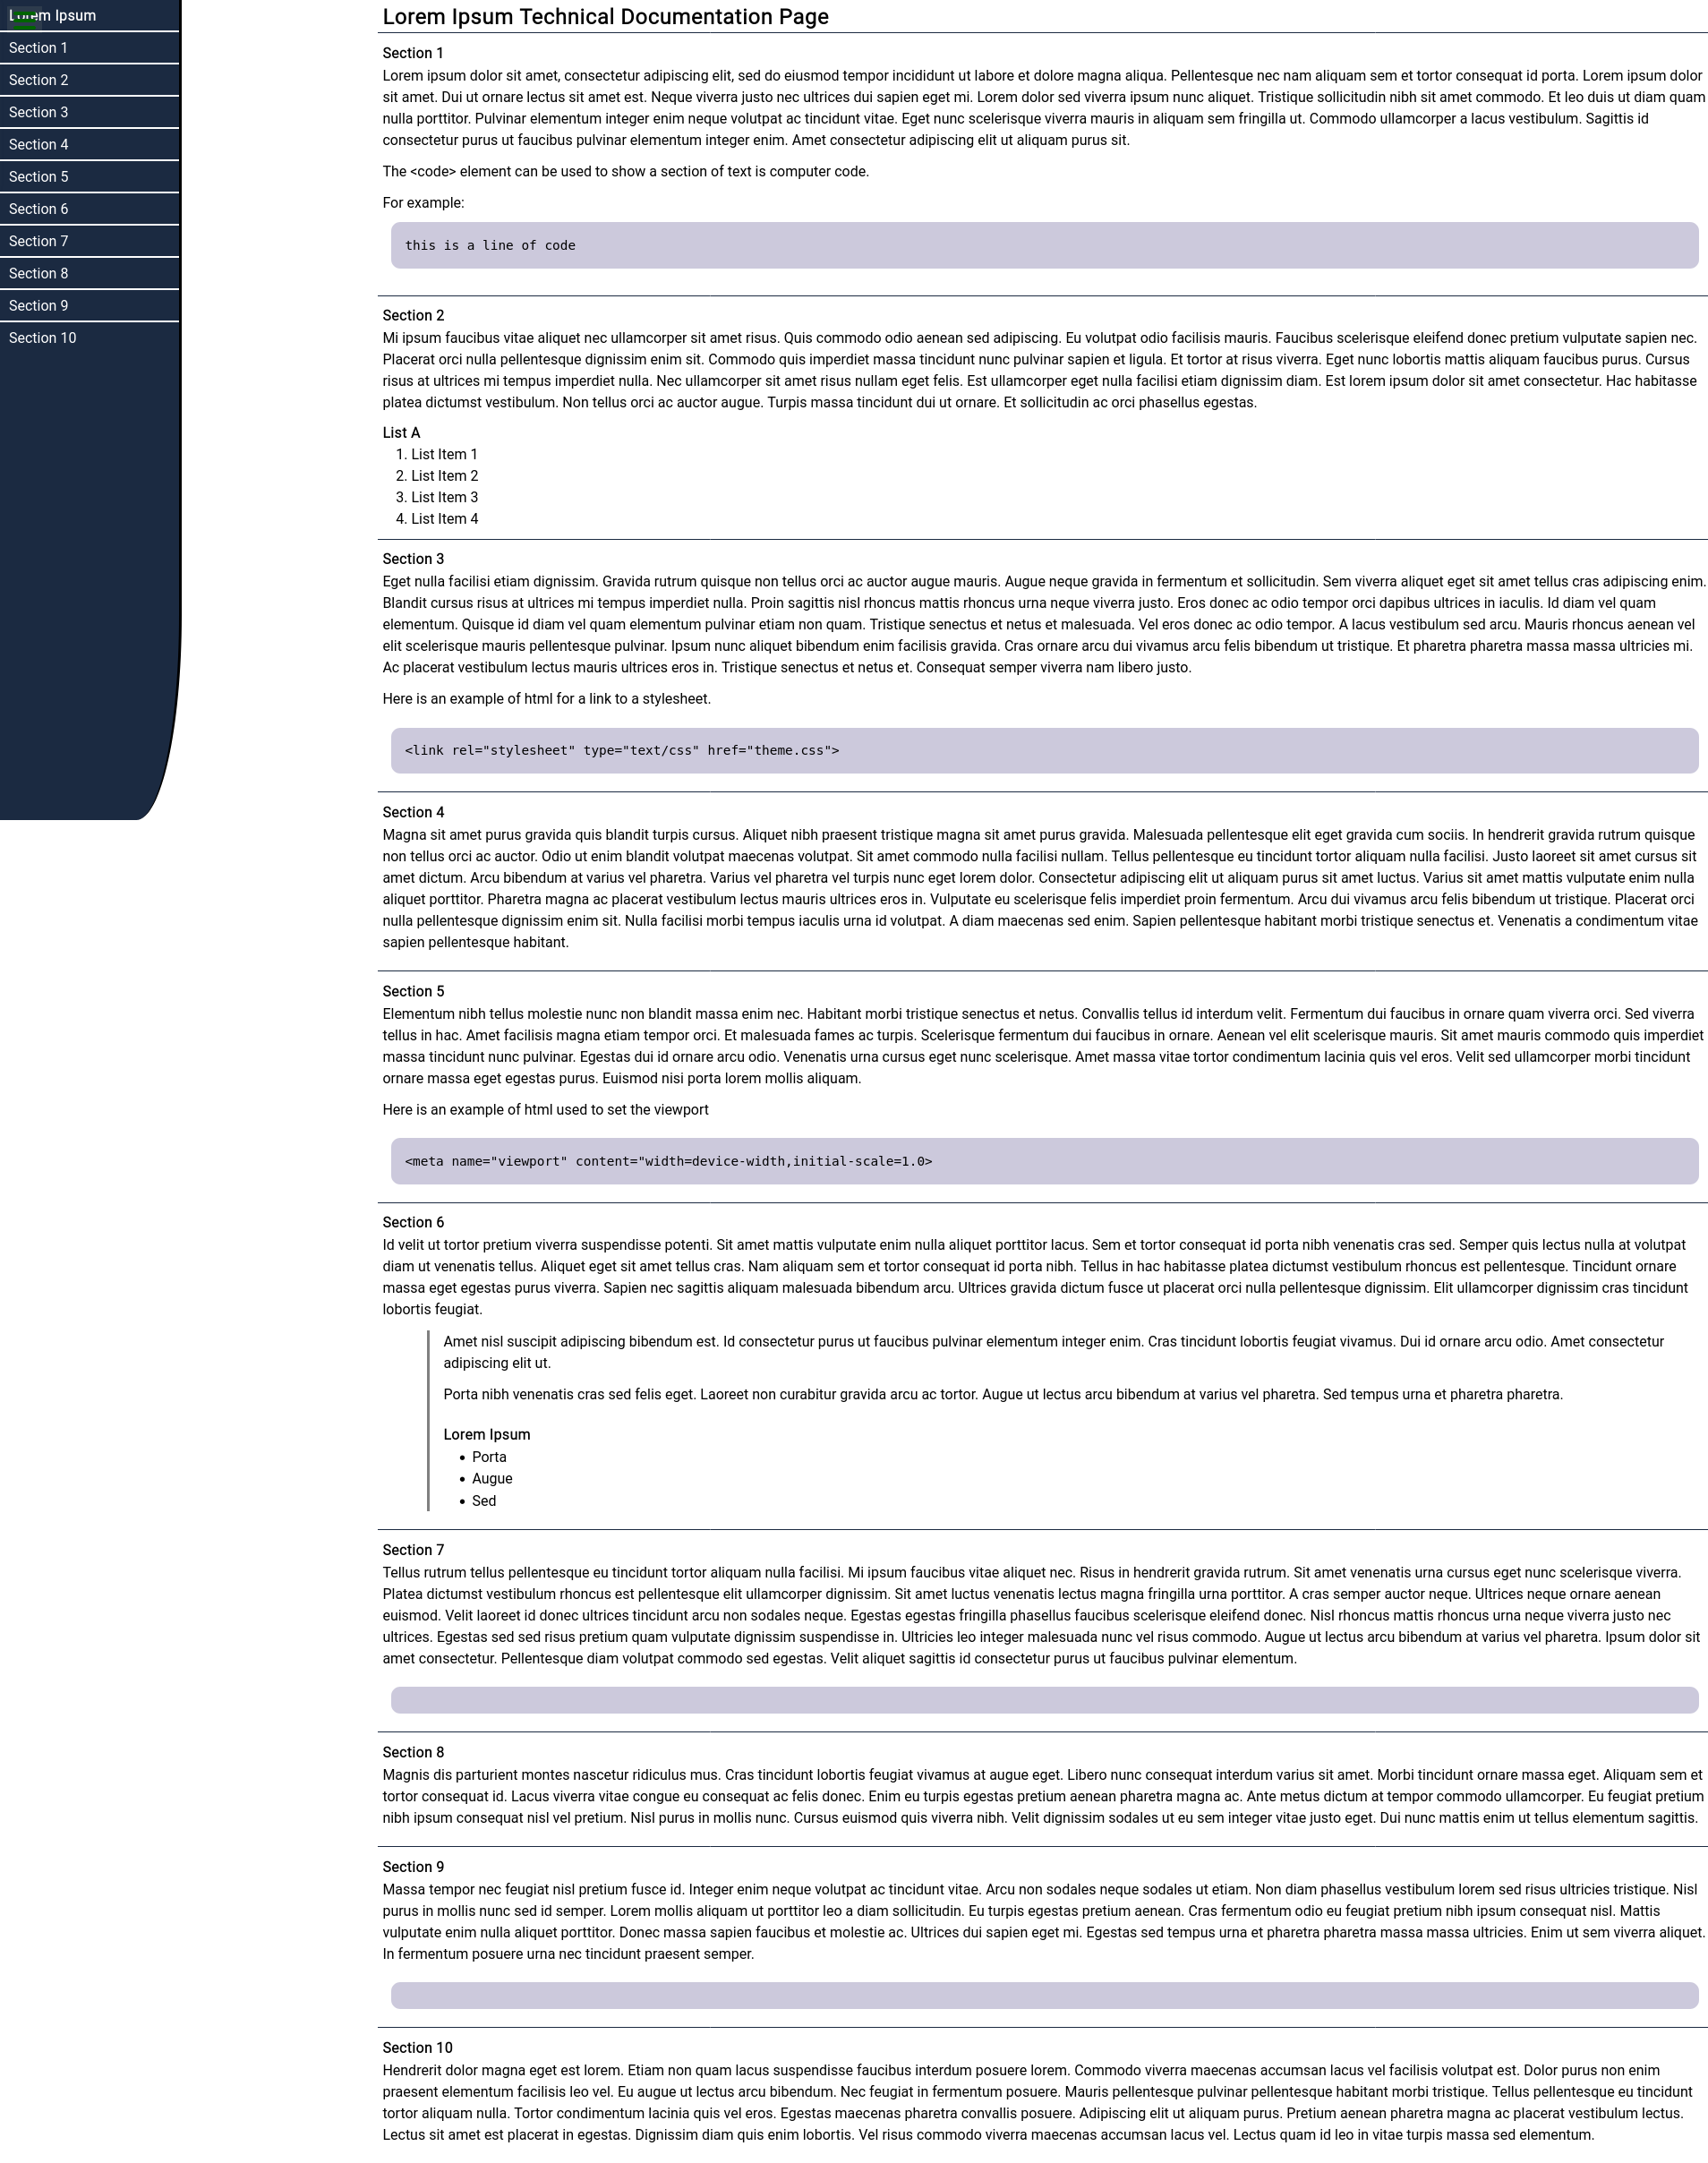 Lorem Ipsum
Section 1
Section 2
Section 3
Section 4
Section 5
Section 6
Section 7
Section 8
Section 9
Section 10
Lorem Ipsum Technical Documentation Page
Section 1
Lorem ipsum dolor sit amet, consectetur adipiscing elit, sed do eiusmod tempor incididunt ut labore et dolore magna aliqua. Pellentesque nec nam aliquam sem et tortor consequat id porta. Lorem ipsum dolor
sit amet. Dui ut ornare lectus sit amet est. Neque viverra justo nec ultrices dui sapien eget mi. Lorem dolor sed viverra ipsum nunc aliquet. Tristique sollicitudin nibh sit amet commodo. Et leo duis ut diam quam
nulla porttitor. Pulvinar elementum integer enim neque volutpat ac tincidunt vitae. Eget nunc scelerisque viverra mauris in aliquam sem fringilla ut. Commodo ullamcorper a lacus vestibulum. Sagittis id
consectetur purus ut faucibus pulvinar elementum integer enim. Amet consectetur adipiscing elit ut aliquam purus sit.
The <code> element can be used to show a section of text is computer code.
For example:
this is a line of code
Section 2
Mi ipsum faucibus vitae aliquet nec ullamcorper sit amet risus. Quis commodo odio aenean sed adipiscing. Eu volutpat odio facilisis mauris. Faucibus scelerisque eleifend donec pretium vulputate sapien nec.
Placerat orci nulla pellentesque dignissim enim sit. Commodo quis imperdiet massa tincidunt nunc pulvinar sapien et ligula. Et tortor at risus viverra. Eget nunc lobortis mattis aliquam faucibus purus. Cursus
risus at ultrices mi tempus imperdiet nulla. Nec ullamcorper sit amet risus nullam eget felis. Est ullamcorper eget nulla facilisi etiam dignissim diam. Est lorem ipsum dolor sit amet consectetur. Hac habitasse
platea dictumst vestibulum. Non tellus orci ac auctor augue. Turpis massa tincidunt dui ut ornare. Et sollicitudin ac orci phasellus egestas.
List A
1. List Item 1
2. List Item 2
3. List Item 3
4. List Item 4
Section 3
Eget nulla facilisi etiam dignissim. Gravida rutrum quisque non tellus orci ac auctor augue mauris. Augue neque gravida in fermentum et sollicitudin. Sem viverra aliquet eget sit amet tellus cras adipiscing enim.
Blandit cursus risus at ultrices mi tempus imperdiet nulla. Proin sagittis nisl rhoncus mattis rhoncus urna neque viverra justo. Eros donec ac odio tempor orci dapibus ultrices in iaculis. Id diam vel quam
elementum. Quisque id diam vel quam elementum pulvinar etiam non quam. Tristique senectus et netus et malesuada. Vel eros donec ac odio tempor. A lacus vestibulum sed arcu. Mauris rhoncus aenean vel
elit scelerisque mauris pellentesque pulvinar. Ipsum nunc aliquet bibendum enim facilisis gravida. Cras ornare arcu dui vivamus arcu felis bibendum ut tristique. Et pharetra pharetra massa massa ultricies mi.
Ac placerat vestibulum lectus mauris ultrices eros in. Tristique senectus et netus et. Consequat semper viverra nam libero justo.
Here is an example of html for a link to a stylesheet.
<link rel="stylesheet" type="text/css" href="theme.css">
Section 4
Magna sit amet purus gravida quis blandit turpis cursus. Aliquet nibh praesent tristique magna sit amet purus gravida. Malesuada pellentesque elit eget gravida cum sociis. In hendrerit gravida rutrum quisque
non tellus orci ac auctor. Odio ut enim blandit volutpat maecenas volutpat. Sit amet commodo nulla facilisi nullam. Tellus pellentesque eu tincidunt tortor aliquam nulla facilisi. Justo laoreet sit amet cursus sit
amet dictum. Arcu bibendum at varius vel pharetra. Varius vel pharetra vel turpis nunc eget lorem dolor. Consectetur adipiscing elit ut aliquam purus sit amet luctus. Varius sit amet mattis vulputate enim nulla
aliquet porttitor. Pharetra magna ac placerat vestibulum lectus mauris ultrices eros in. Vulputate eu scelerisque felis imperdiet proin fermentum. Arcu dui vivamus arcu felis bibendum ut tristique. Placerat orci
nulla pellentesque dignissim enim sit. Nulla facilisi morbi tempus iaculis urna id volutpat. A diam maecenas sed enim. Sapien pellentesque habitant morbi tristique senectus et. Venenatis a condimentum vitae
sapien pellentesque habitant.
Section 5
Elementum nibh tellus molestie nunc non blandit massa enim nec. Habitant morbi tristique senectus et netus. Convallis tellus id interdum velit. Fermentum dui faucibus in ornare quam viverra orci. Sed viverra
tellus in hac. Amet facilisis magna etiam tempor orci. Et malesuada fames ac turpis. Scelerisque fermentum dui faucibus in ornare. Aenean vel elit scelerisque mauris. Sit amet mauris commodo quis imperdiet
massa tincidunt nunc pulvinar. Egestas dui id ornare arcu odio. Venenatis urna cursus eget nunc scelerisque. Amet massa vitae tortor condimentum lacinia quis vel eros. Velit sed ullamcorper morbi tincidunt
ornare massa eget egestas purus. Euismod nisi porta lorem mollis aliquam.
Here is an example of html used to set the viewport
<meta name="viewport" content="width=device-width,initial-scale=1.0>
Section 6
Id velit ut tortor pretium viverra suspendisse potenti. Sit amet mattis vulputate enim nulla aliquet porttitor lacus. Sem et tortor consequat id porta nibh venenatis cras sed. Semper quis lectus nulla at volutpat
diam ut venenatis tellus. Aliquet eget sit amet tellus cras. Nam aliquam sem et tortor consequat id porta nibh. Tellus in hac habitasse platea dictumst vestibulum rhoncus est pellentesque. Tincidunt ornare
massa eget egestas purus viverra. Sapien nec sagittis aliquam malesuada bibendum arcu. Ultrices gravida dictum fusce ut placerat orci nulla pellentesque dignissim. Elit ullamcorper dignissim cras tincidunt
lobortis feugiat.
Amet nisl suscipit adipiscing bibendum est. Id consectetur purus ut faucibus pulvinar elementum integer enim. Cras tincidunt lobortis feugiat vivamus. Dui id ornare arcu odio. Amet consectetur
adipiscing elit ut.
Porta nibh venenatis cras sed felis eget. Laoreet non curabitur gravida arcu ac tortor. Augue ut lectus arcu bibendum at varius vel pharetra. Sed tempus urna et pharetra pharetra.
Lorem Ipsum
• Porta
• Augue
• Sed
Section 7
Tellus rutrum tellus pellentesque eu tincidunt tortor aliquam nulla facilisi. Mi ipsum faucibus vitae aliquet nec. Risus in hendrerit gravida rutrum. Sit amet venenatis urna cursus eget nunc scelerisque viverra.
Platea dictumst vestibulum rhoncus est pellentesque elit ullamcorper dignissim. Sit amet luctus venenatis lectus magna fringilla urna porttitor. A cras semper auctor neque. Ultrices neque ornare aenean
euismod. Velit laoreet id donec ultrices tincidunt arcu non sodales neque. Egestas egestas fringilla phasellus faucibus scelerisque eleifend donec. Nisl rhoncus mattis rhoncus urna neque viverra justo nec
ultrices. Egestas sed sed risus pretium quam vulputate dignissim suspendisse in. Ultricies leo integer malesuada nunc vel risus commodo. Augue ut lectus arcu bibendum at varius vel pharetra. Ipsum dolor sit
amet consectetur. Pellentesque diam volutpat commodo sed egestas. Velit aliquet sagittis id consectetur purus ut faucibus pulvinar elementum.
Section 8
Magnis dis parturient montes nascetur ridiculus mus. Cras tincidunt lobortis feugiat vivamus at augue eget. Libero nunc consequat interdum varius sit amet. Morbi tincidunt ornare massa eget. Aliquam sem et
tortor consequat id. Lacus viverra vitae congue eu consequat ac felis donec. Enim eu turpis egestas pretium aenean pharetra magna ac. Ante metus dictum at tempor commodo ullamcorper. Eu feugiat pretium
nibh ipsum consequat nisl vel pretium. Nisl purus in mollis nunc. Cursus euismod quis viverra nibh. Velit dignissim sodales ut eu sem integer vitae justo eget. Dui nunc mattis enim ut tellus elementum sagittis.
Section 9
Massa tempor nec feugiat nisl pretium fusce id. Integer enim neque volutpat ac tincidunt vitae. Arcu non sodales neque sodales ut etiam. Non diam phasellus vestibulum lorem sed risus ultricies tristique. Nisl
purus in mollis nunc sed id semper. Lorem mollis aliquam ut porttitor leo a diam sollicitudin. Eu turpis egestas pretium aenean. Cras fermentum odio eu feugiat pretium nibh ipsum consequat nisl. Mattis
vulputate enim nulla aliquet porttitor. Donec massa sapien faucibus et molestie ac. Ultrices dui sapien eget mi. Egestas sed tempus urna et pharetra pharetra massa massa ultricies. Enim ut sem viverra aliquet.
In fermentum posuere urna nec tincidunt praesent semper.
Section 10
Hendrerit dolor magna eget est lorem. Etiam non quam lacus suspendisse faucibus interdum posuere lorem. Commodo viverra maecenas accumsan lacus vel facilisis volutpat est. Dolor purus non enim
praesent elementum facilisis leo vel. Eu augue ut lectus arcu bibendum. Nec feugiat in fermentum posuere. Mauris pellentesque pulvinar pellentesque habitant morbi tristique. Tellus pellentesque eu tincidunt
tortor aliquam nulla. Tortor condimentum lacinia quis vel eros. Egestas maecenas pharetra convallis posuere. Adipiscing elit ut aliquam purus. Pretium aenean pharetra magna ac placerat vestibulum lectus.
Lectus sit amet est placerat in egestas. Dignissim diam quis enim lobortis. Vel risus commodo viverra maecenas accumsan lacus vel. Lectus quam id leo in vitae turpis massa sed elementum.